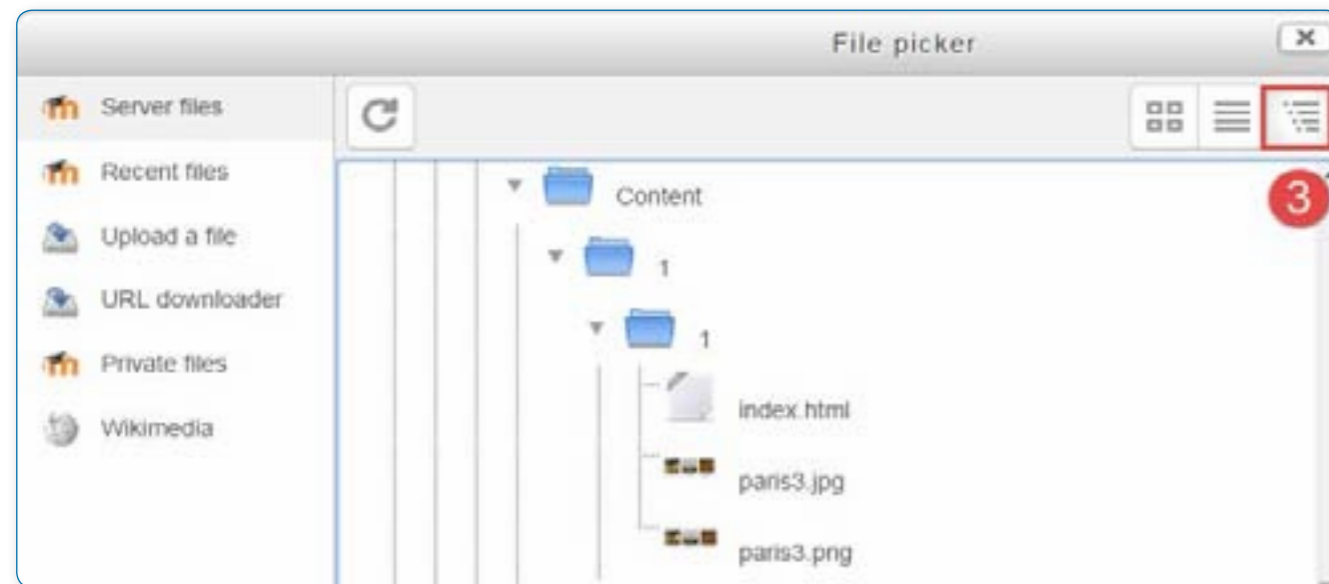 File picker
Server files
Recent files
Upload a file
URL downloader
Private files
Wikimedia
3
Content
1
1
index.html
paris3.jpg
paris3.png